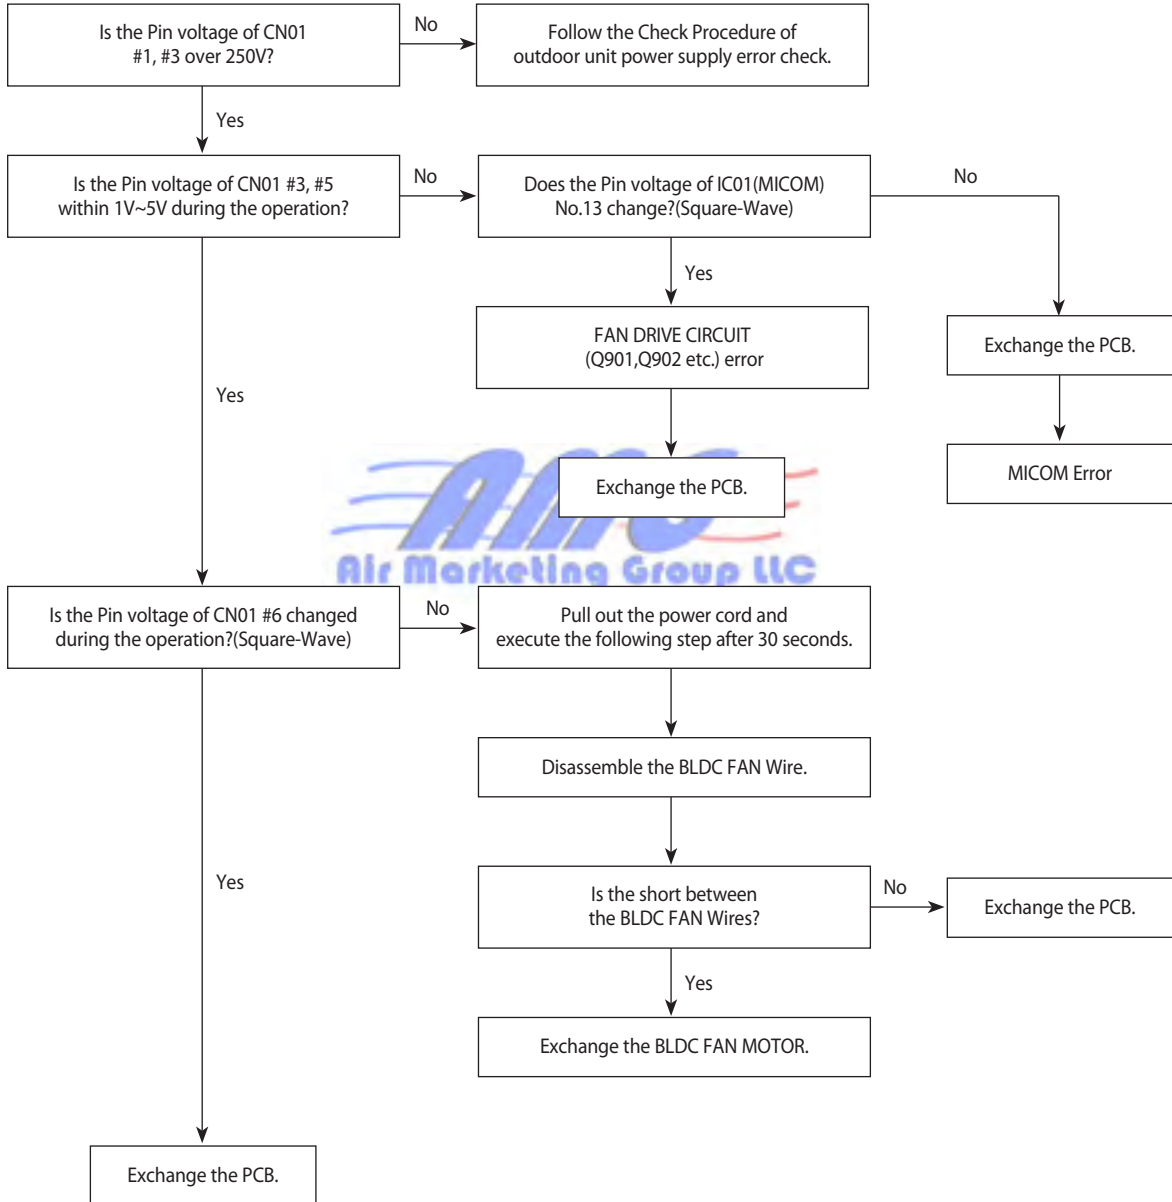 Is the Pin voltage of CN01
#1, #3 over 250V?
No
Follow the Check Procedure of
outdoor unit power supply error check.
Yes
Is the Pin voltage of CN01 #3, #5
within 1V~5V during the operation?
No
Does the Pin voltage of IC01(MICOM)
No.13 change?(Square-Wave)
No
Yes
FAN DRIVE CIRCUIT
(Q901,Q902 etc.) error
Exchange the PCB.
Yes
Exchange the PCB.
MICOM Error
AMG
Air Marketing Group LLC
Is the Pin voltage of CN01 #6 changed
during the operation?(Square-Wave)
No
Pull out the power cord and
execute the following step after 30 seconds.
Disassemble the BLDC FAN Wire.
Yes
Is the short between
the BLDC FAN Wires?
No
Exchange the PCB.
Yes
Exchange the BLDC FAN MOTOR.
Exchange the PCB.